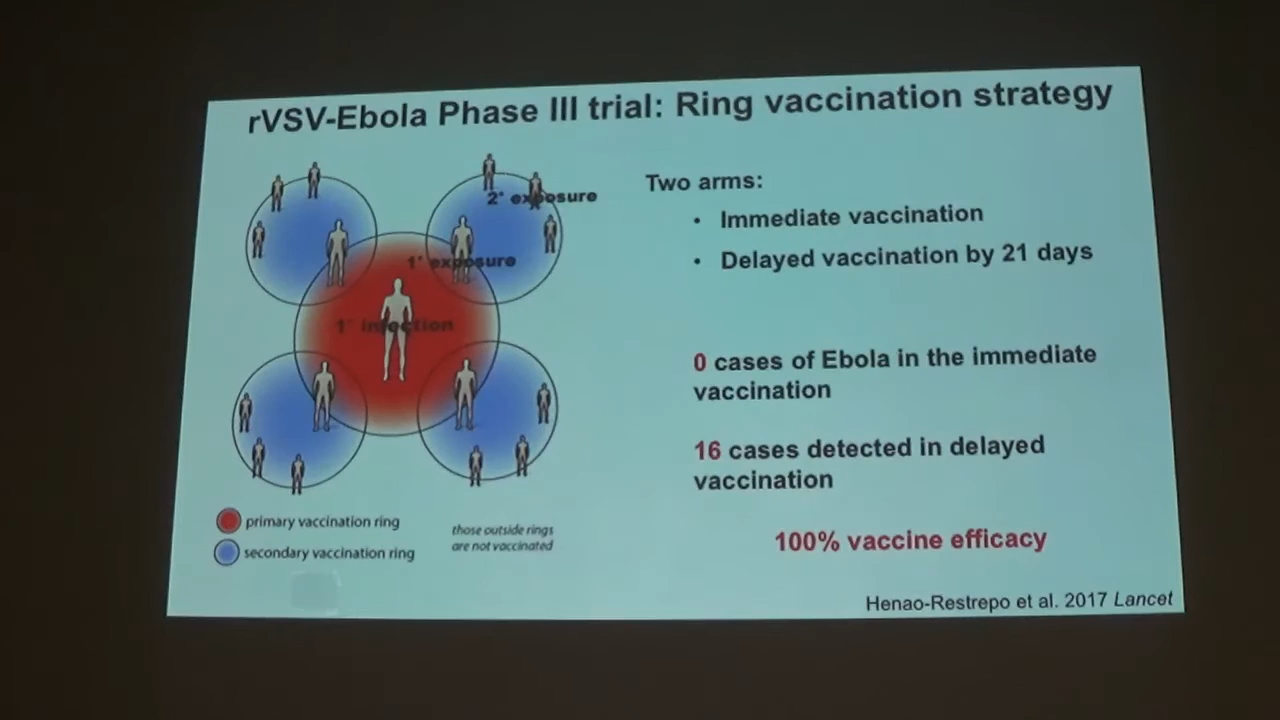 rVSV-Ebola Phase III trial: Ring vaccination strategy
2° exposure
1° exposure
1° infection
primary vaccination ring
secondary vaccination ring
those outside rings
are not vaccinated
Two arms:
• Immediate vaccination
• Delayed vaccination by 21 days
0 cases of Ebola in the immediate
vaccination
16 cases detected in delayed
vaccination
100% vaccine efficacy
Henao-Restrepo et al. 2017 Lancet